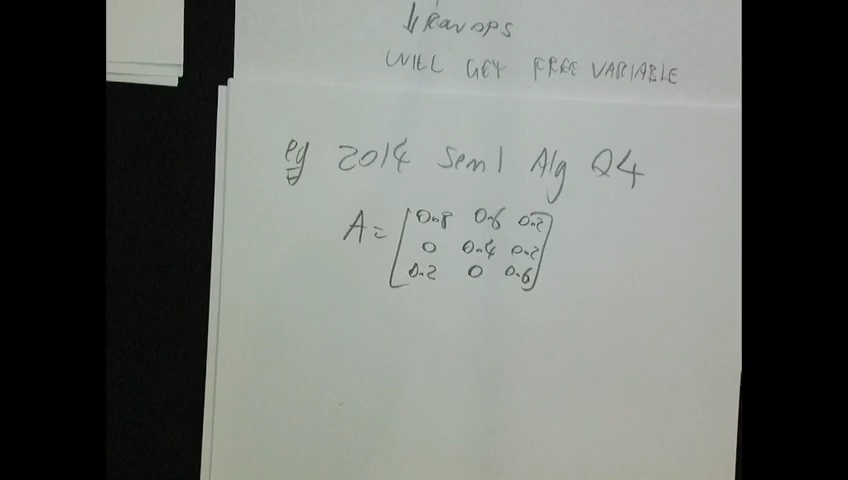 ↓ Row ops
WILL GET FREE VARIABLE
eg 2014 Sem 1 Alg Q4
A = [0.8 0.6 0.2
0 0.4 0.2
0.2 0 0.6]